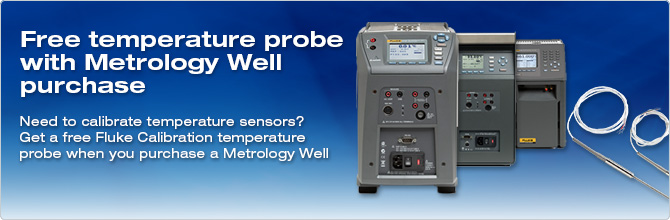 Free temperature probe
with Metrology Well
purchase
Need to calibrate temperature sensors?
Get a free Fluke Calibration temperature
probe when you purchase a Metrology Well
FLUKE